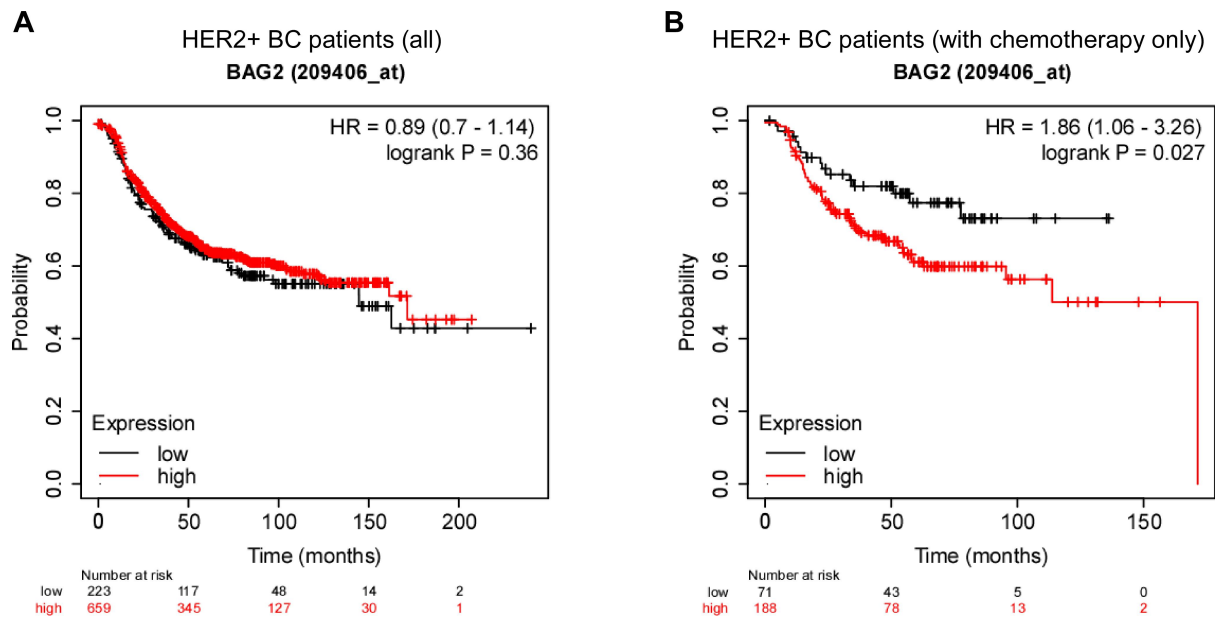 A
HER2+ BC patients (all)
BAG2 (209406_at)
HR = 0.89 (0.7 - 1.14)
logrank P = 0.36
Probability
1.0
0.8
0.6
0.4
0.2
0.0
Expression
low
high
0 50 100 150 200
Time (months)
Number at risk
low 223 117 48 14 2
high 659 345 127 30 1
B
HER2+ BC patients (with chemotherapy only)
BAG2 (209406_at)
HR = 1.86 (1.06 - 3.26)
logrank P = 0.027
Probability
1.0
0.8
0.6
0.4
0.2
0.0
Expression
low
high
0 50 100 150
Time (months)
Number at risk
low 71 43 5 0
high 188 78 13 2